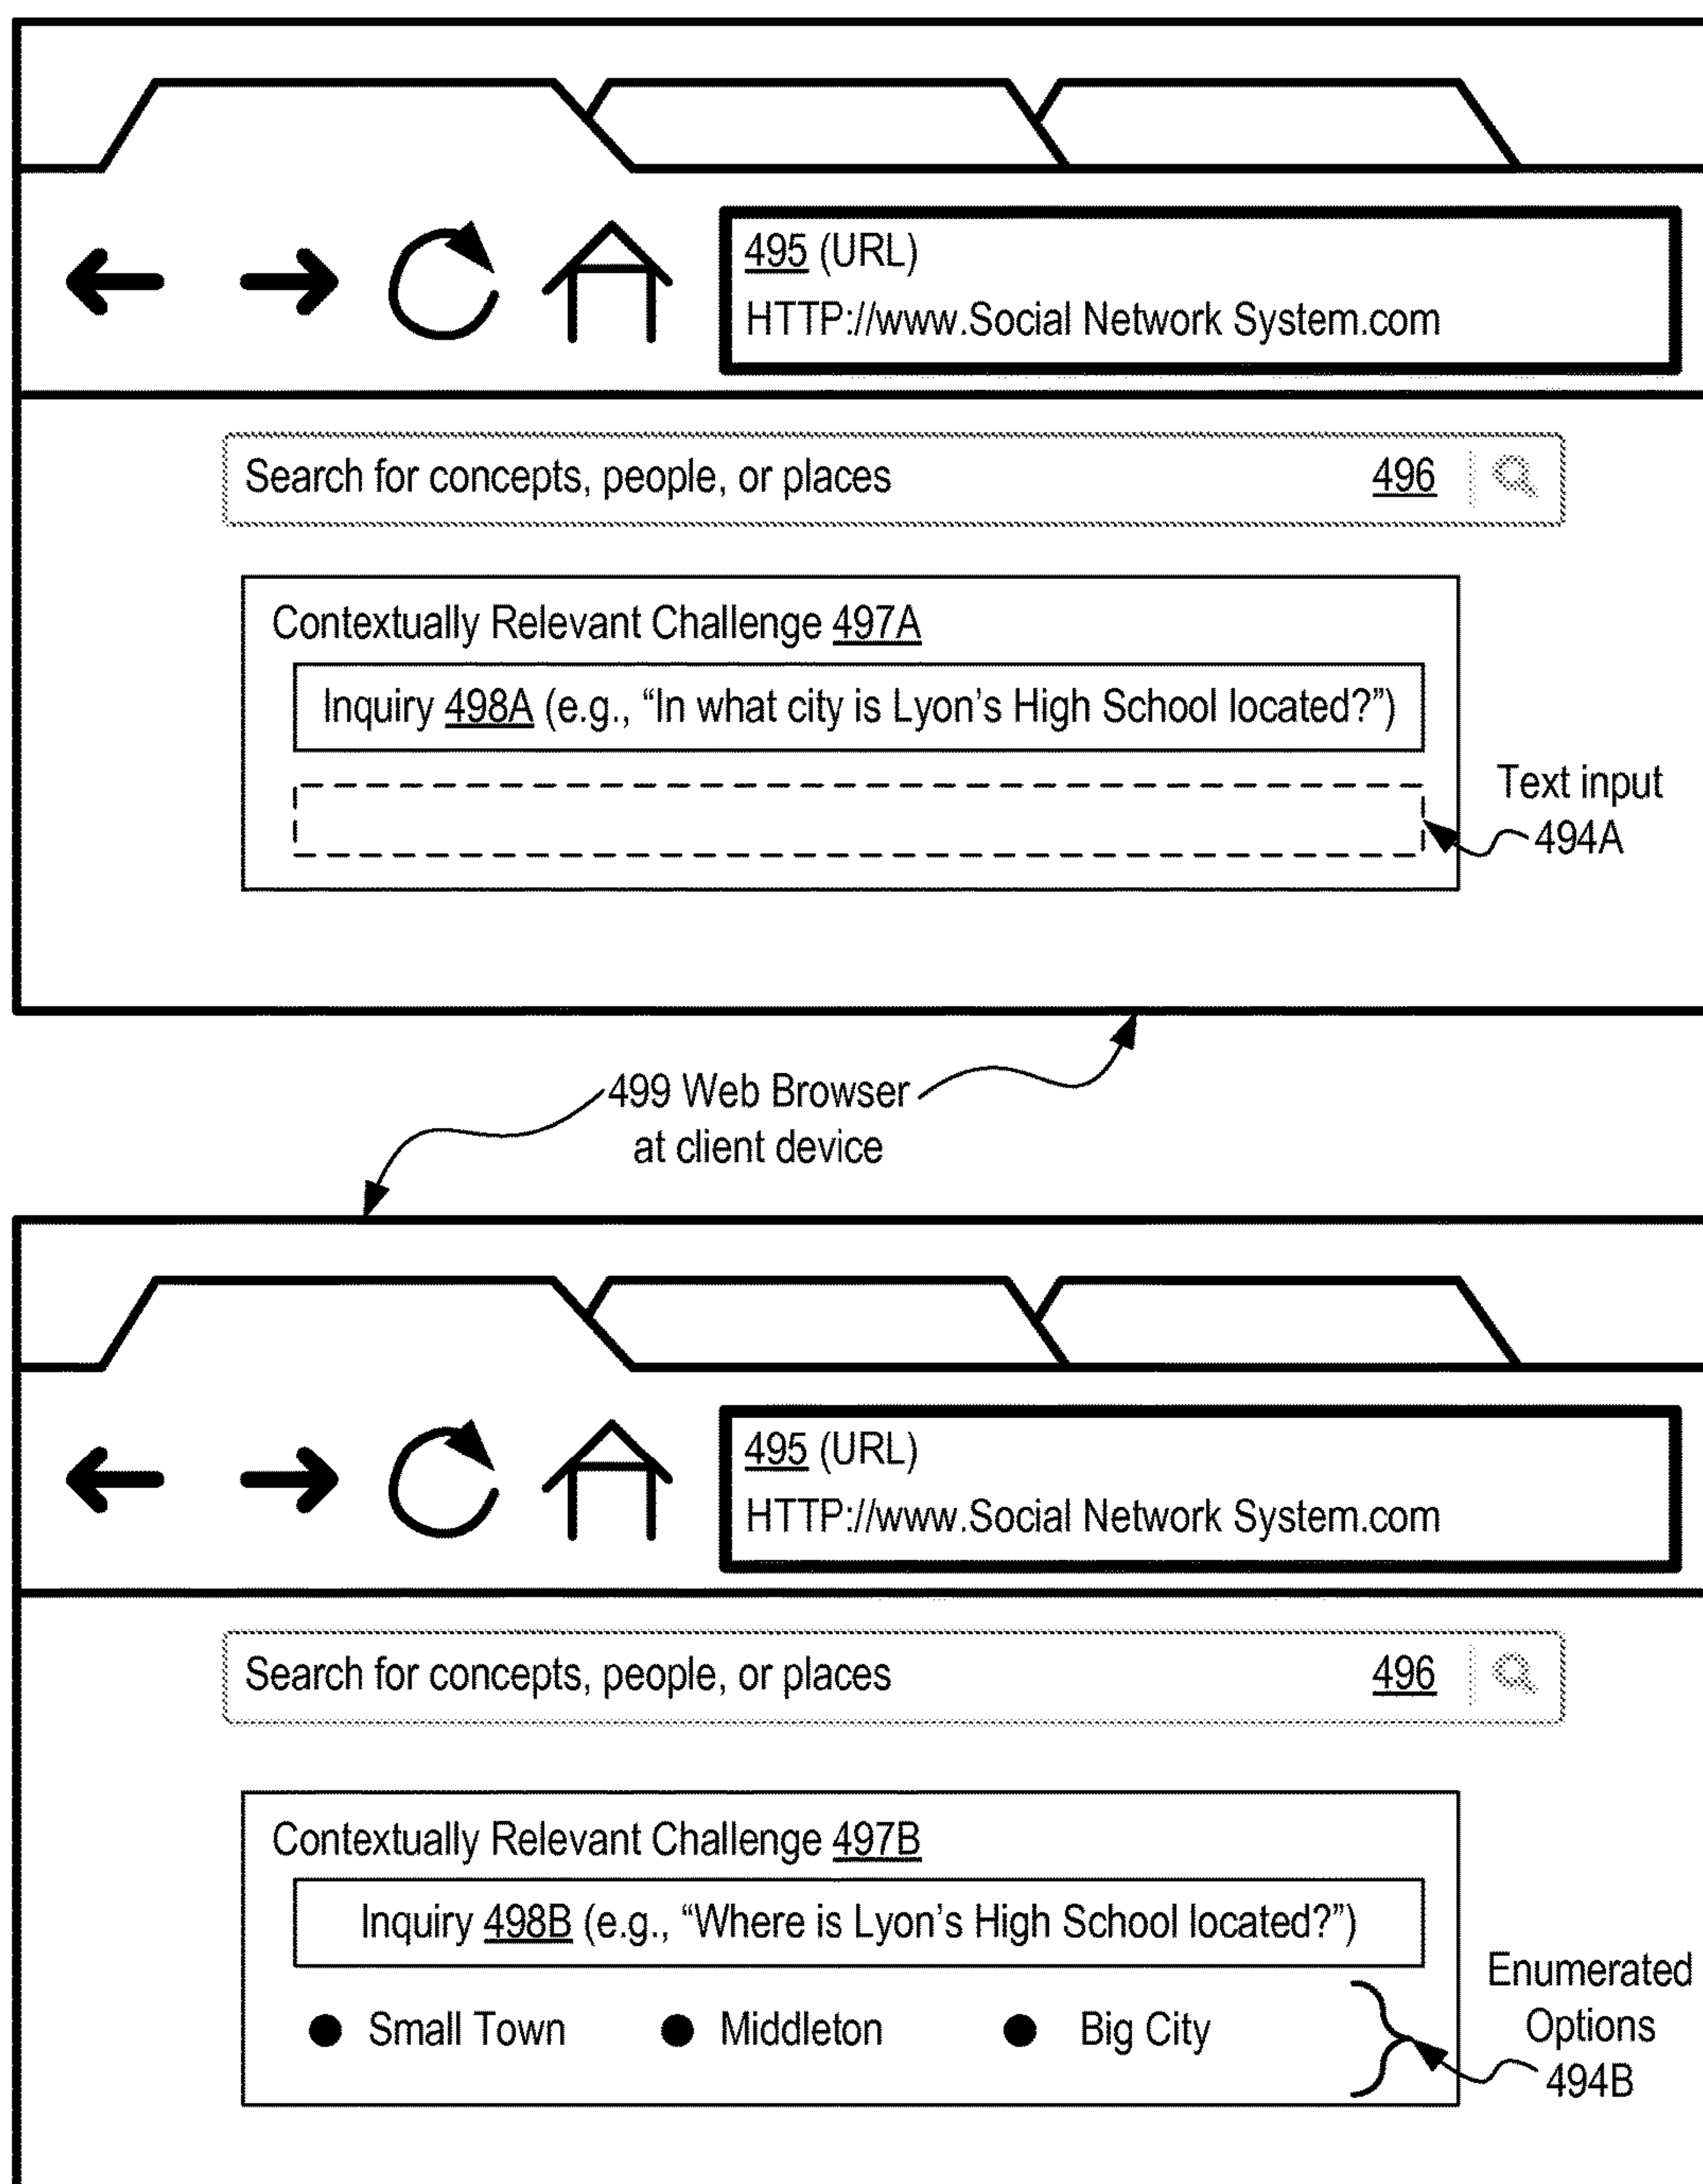 495 (URL)
HTTP://www.Social Network System.com
Search for concepts, people, or places 496
Contextually Relevant Challenge 497A
Inquiry 498A (e.g., “In what city is Lyon’s High School located?”)
Text input
494A
499 Web Browser
at client device
495 (URL)
HTTP://www.Social Network System.com
Search for concepts, people, or places 496
Contextually Relevant Challenge 497B
Inquiry 498B (e.g., “Where is Lyon’s High School located?”)
Small Town Middleton Big City
Enumerated
Options
494B